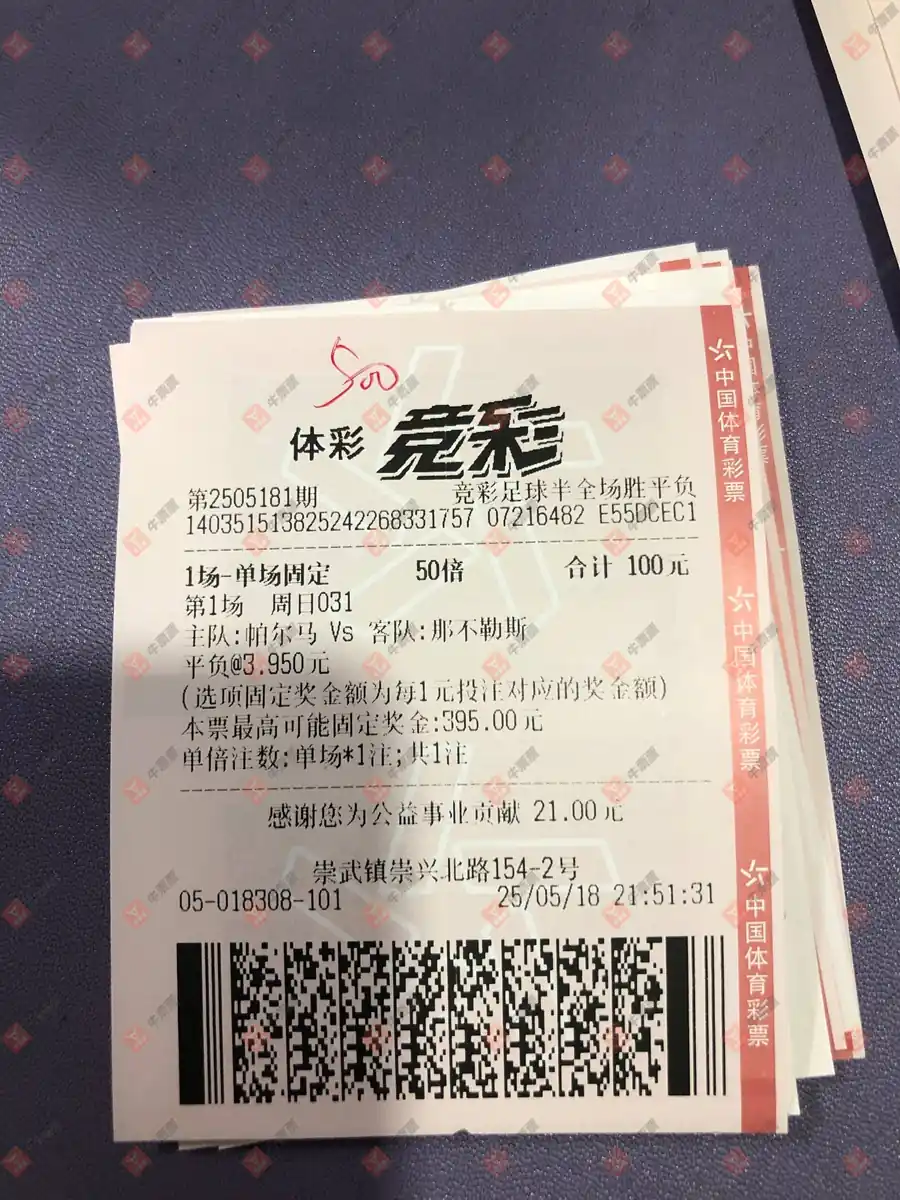 500
体彩 竞彩
第2505181期 竞彩足球半全场胜平负
140351513825242268331757 07216482 E55DCEC1
1场-单场固定 50倍 合计 100元
第1场 周日031
主队:帕尔马 Vs 客队:那不勒斯
平负@3.950元
(选项固定奖金额为每1元投注对应的奖金额)
本票最高可能固定奖金:395.00元
单倍注数:单场*1注;共1注
感谢您为公益事业贡献 21.00元
崇武镇崇兴北路154-2号
05-018308-101 25/05/18 21:51:31
中国体育彩票
中国体育彩票
中国体育彩票
牛票票